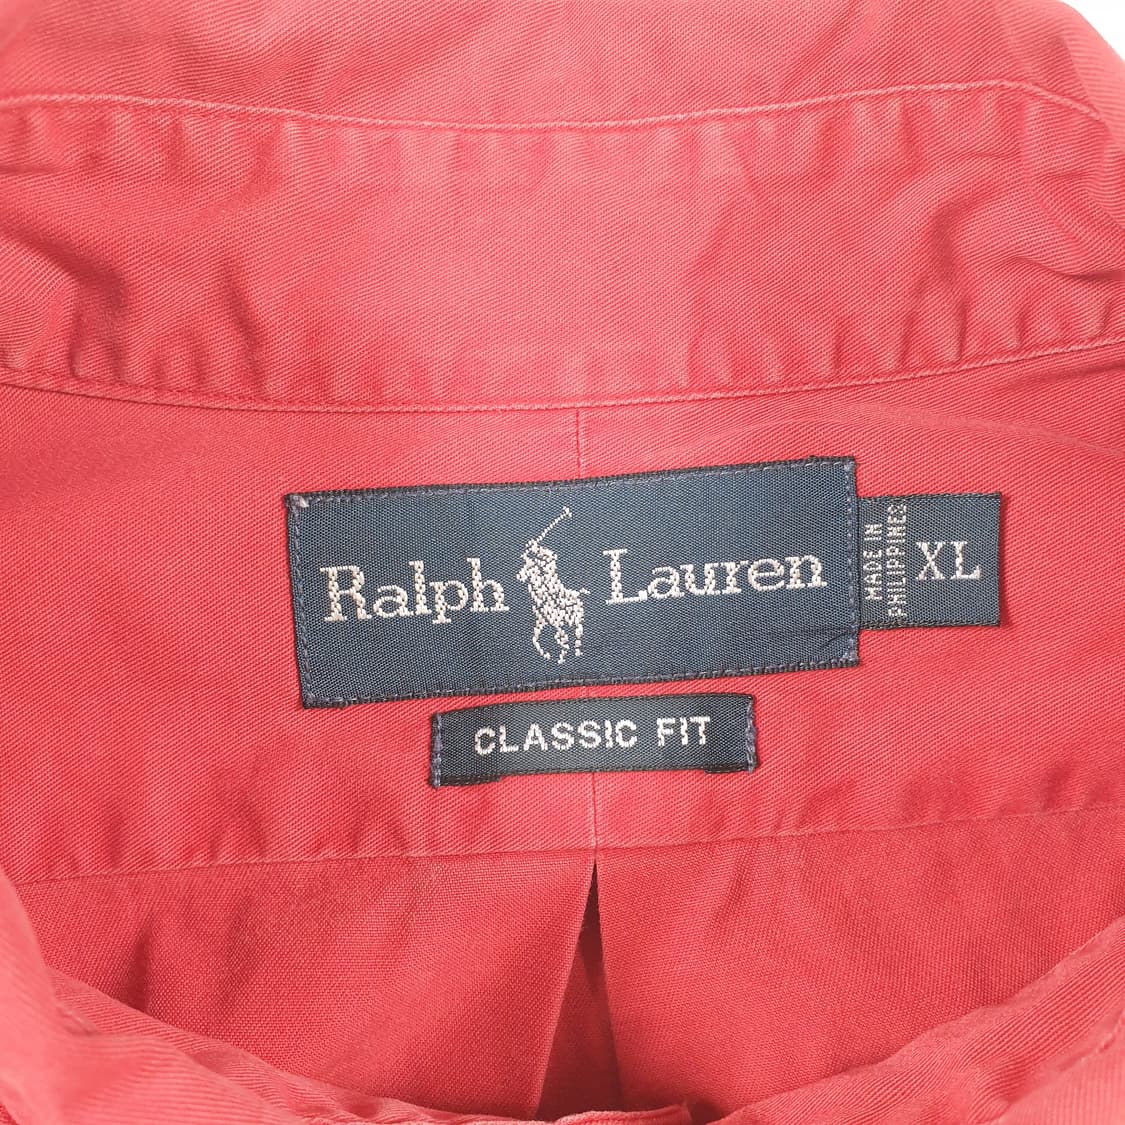 Ralph Lauren
MADE IN
PHILIPPINES
XL
CLASSIC FIT